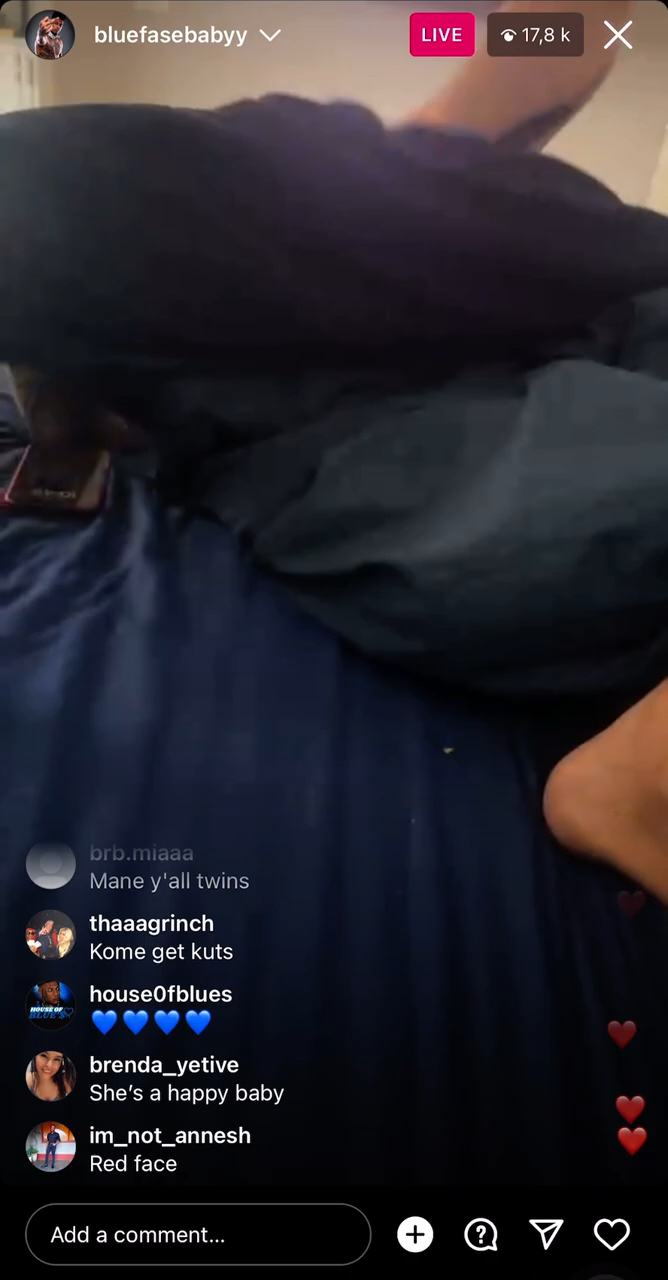 bluefasebabyy
LIVE
17,8 k
brb.miaaa
Mane y'all twins
thaaagrinch
Kome get kuts
house0fblues
💙💙💙💙
brenda_yetive
She’s a happy baby
im_not_annesh
Red face
Add a comment...